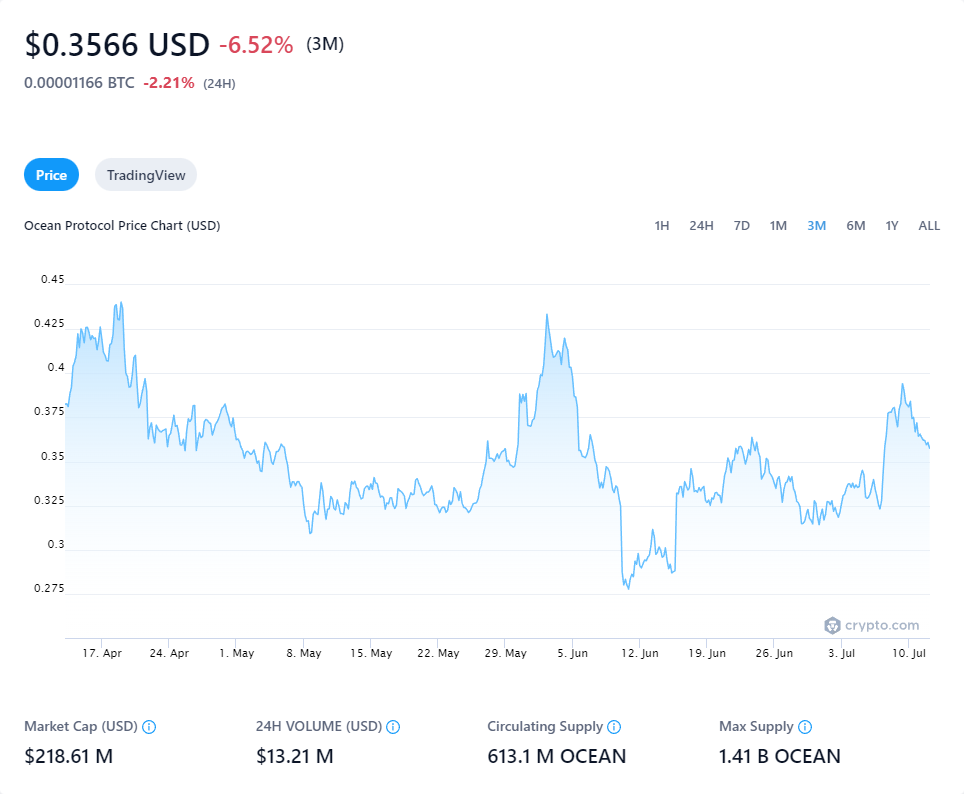 $0.3566 USD -6.52% (3M)
0.00001166 BTC -2.21% (24H)
Price TradingView
Ocean Protocol Price Chart (USD) 1H 24H 7D 1M 3M 6M 1Y ALL
0.45
0.425
0.4
0.375
0.35
0.325
0.3
0.275
crypto.com
17. Apr 24. Apr 1. May 8. May 15. May 22. May 29. May 5. Jun 12. Jun 19. Jun 26. Jun 3. Jul 10. Jul
Market Cap (USD) 24H VOLUME (USD) Circulating Supply Max Supply
$218.61 M $13.21 M 613.1 M OCEAN 1.41 B OCEAN